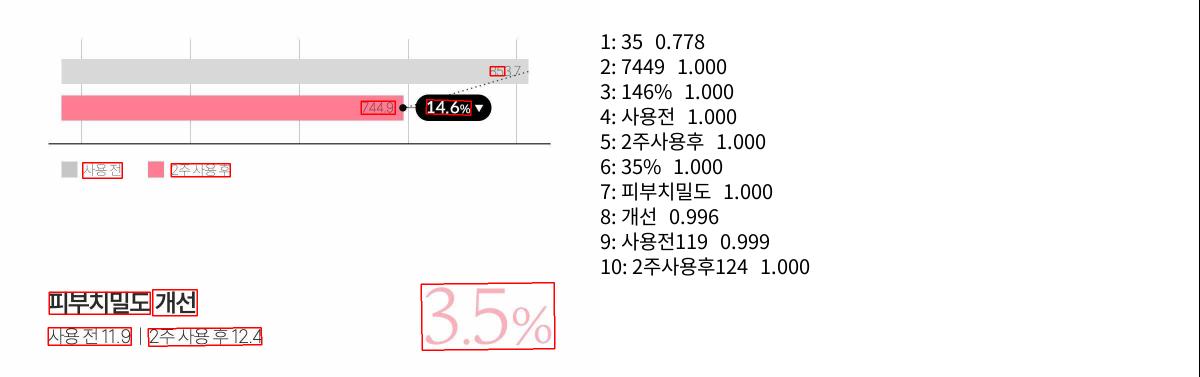 744.9
14.6%▼
사용 전
2주 사용 후
피부치밀도 개선
3.5%
사용 전 11.9 | 2주 사용 후 12.4
1: 35 0.778
2: 7449 1.000
3: 146% 1.000
4: 사용전 1.000
5: 2주사용후 1.000
6: 35% 1.000
7: 피부치밀도 1.000
8: 개선 0.996
9: 사용전119 0.999
10: 2주사용후124 1.000